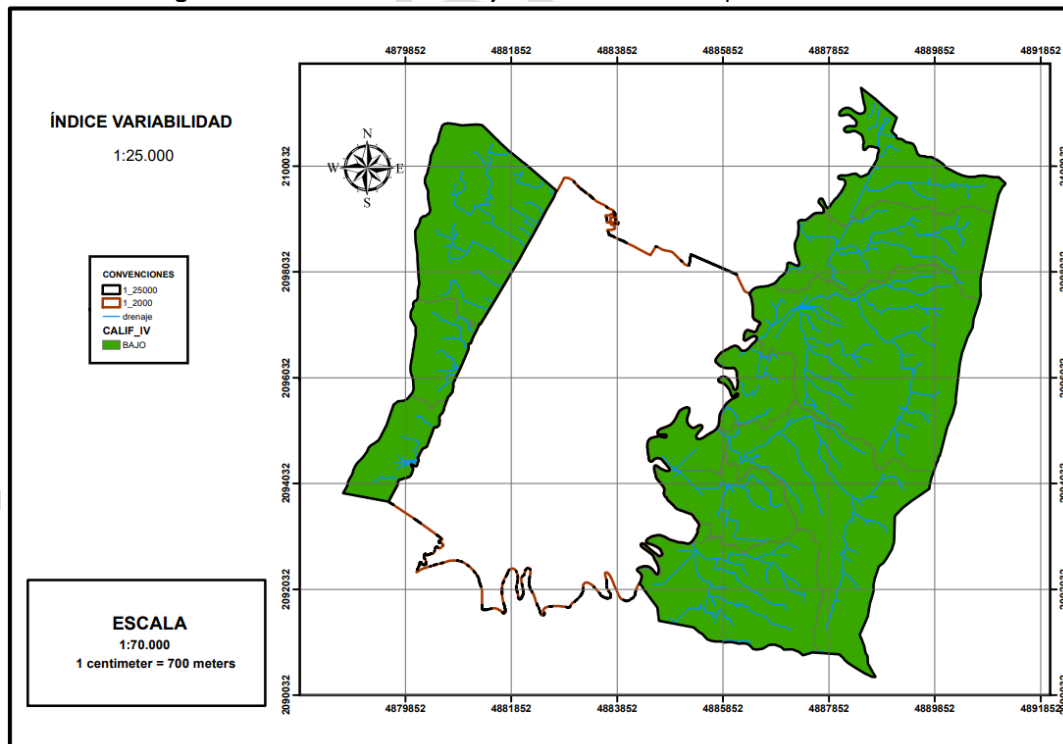 4879852 4881852 4883852 4885852 4887852 4889852 4891852
ÍNDICE VARIABILIDAD
1:25.000
N
W E
S
2100032
2098032
2096032
2094032
2092032
2090032
CONVENCIONES
1_25000
1_2000
drenaje
CALIF_IV
BAJO
ESCALA
1:70.000
1 centimeter = 700 meters
4879852 4881852 4883852 4885852 4887852 4889852 4891852